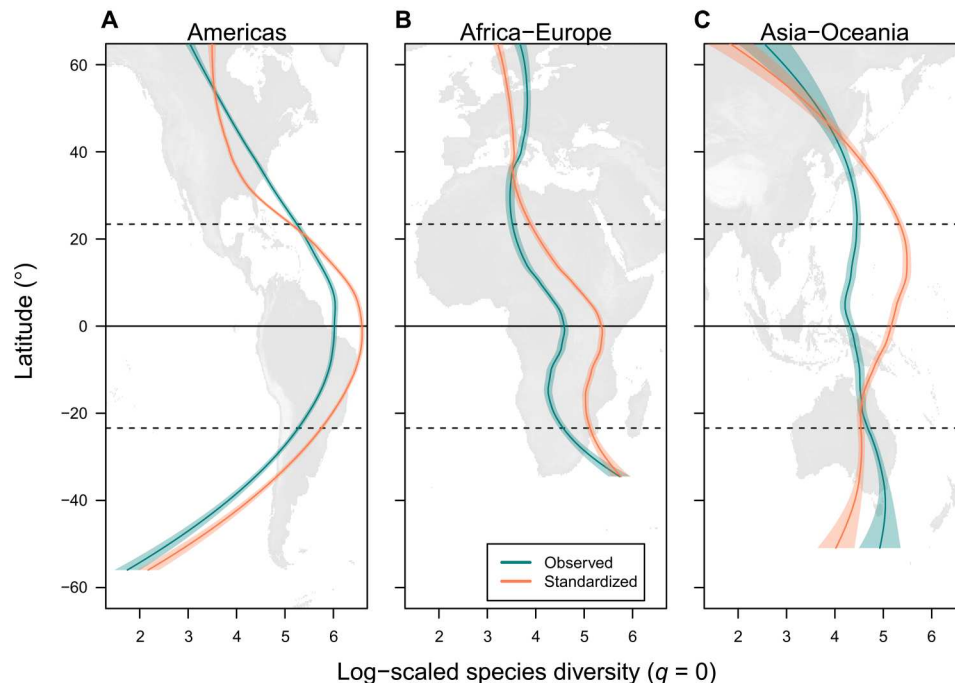 A B C
Americas Africa−Europe Asia−Oceania
60
40
20
0
−20
−40
−60
Latitude (°)
Observed
Standardized
2 3 4 5 6 2 3 4 5 6 2 3 4 5 6
Log−scaled species diversity (q = 0)